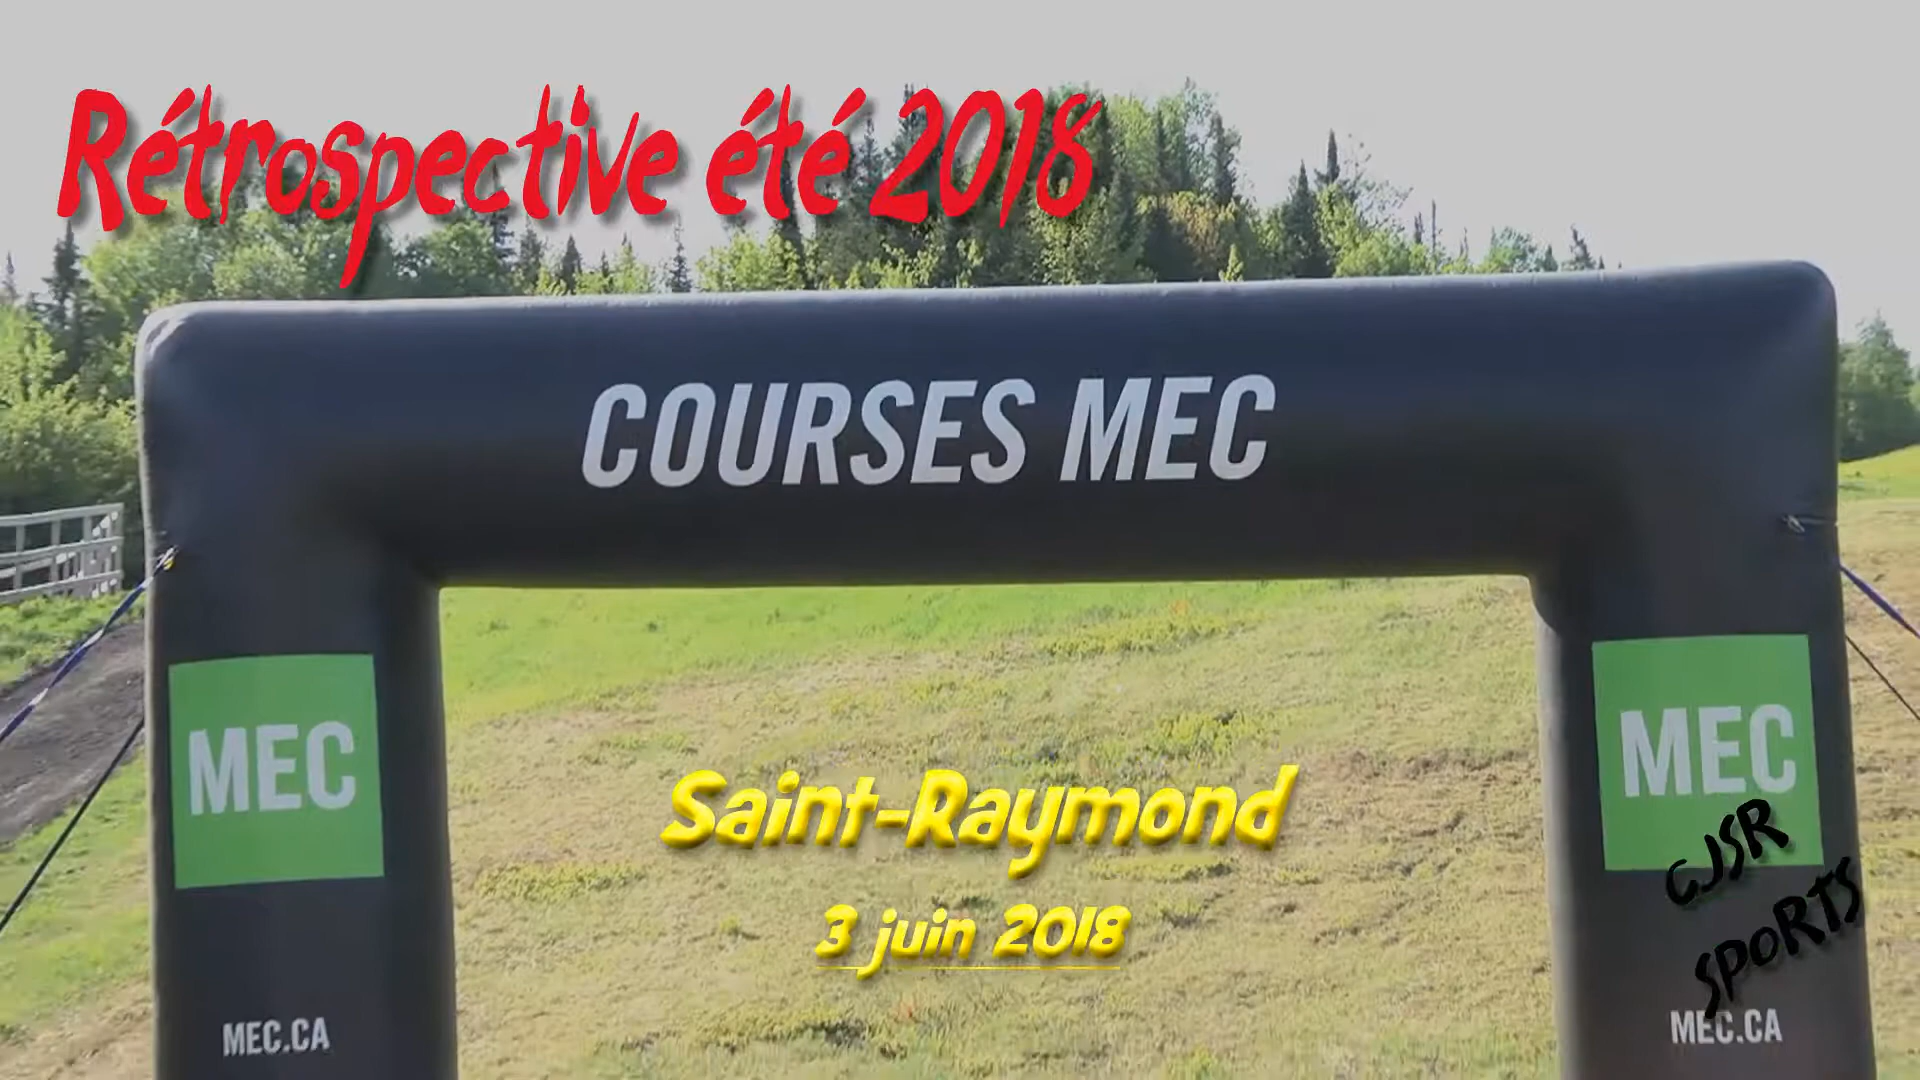 Rétrospective été 2018
COURSES MEC
MEC
MEC
Saint-Raymond
3 juin 2018
CJSR
SPORTS
MEC.CA
MEC.CA